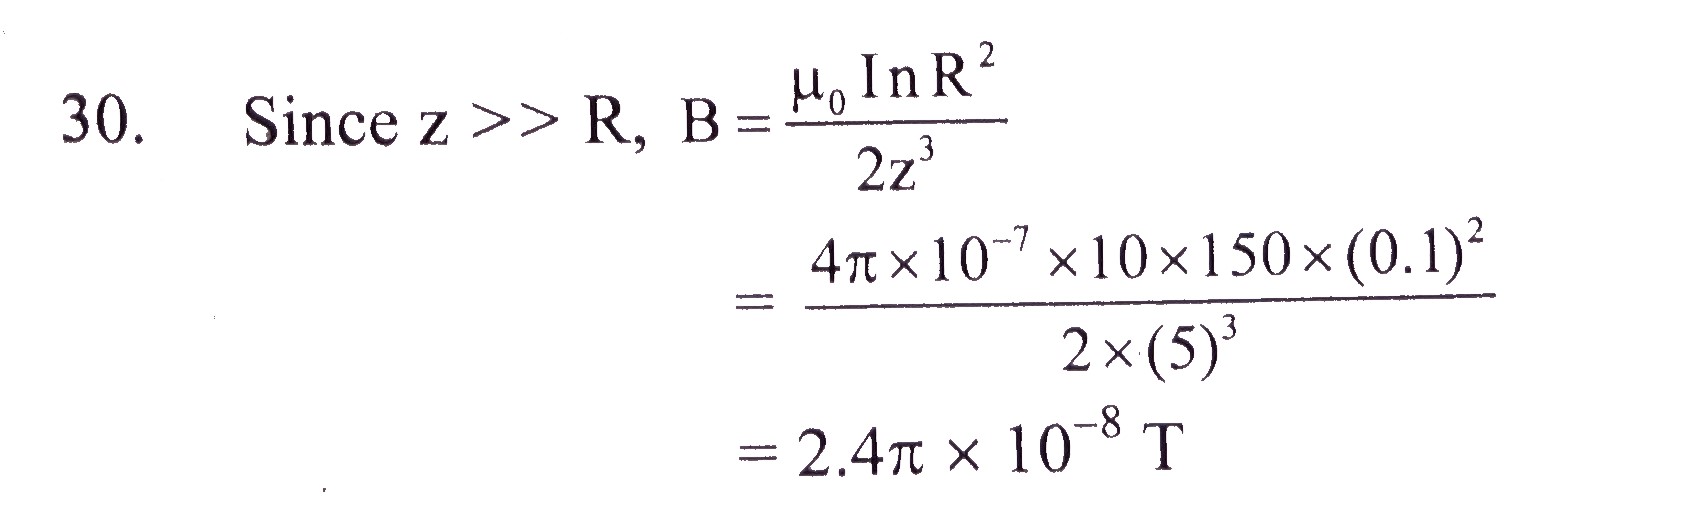 30. Since z >> R, B = μ₀ I n R² / 2z³
= 4π × 10⁻⁷ × 10 × 150 × (0.1)² / 2 × (5)³
= 2.4π × 10⁻⁸ T